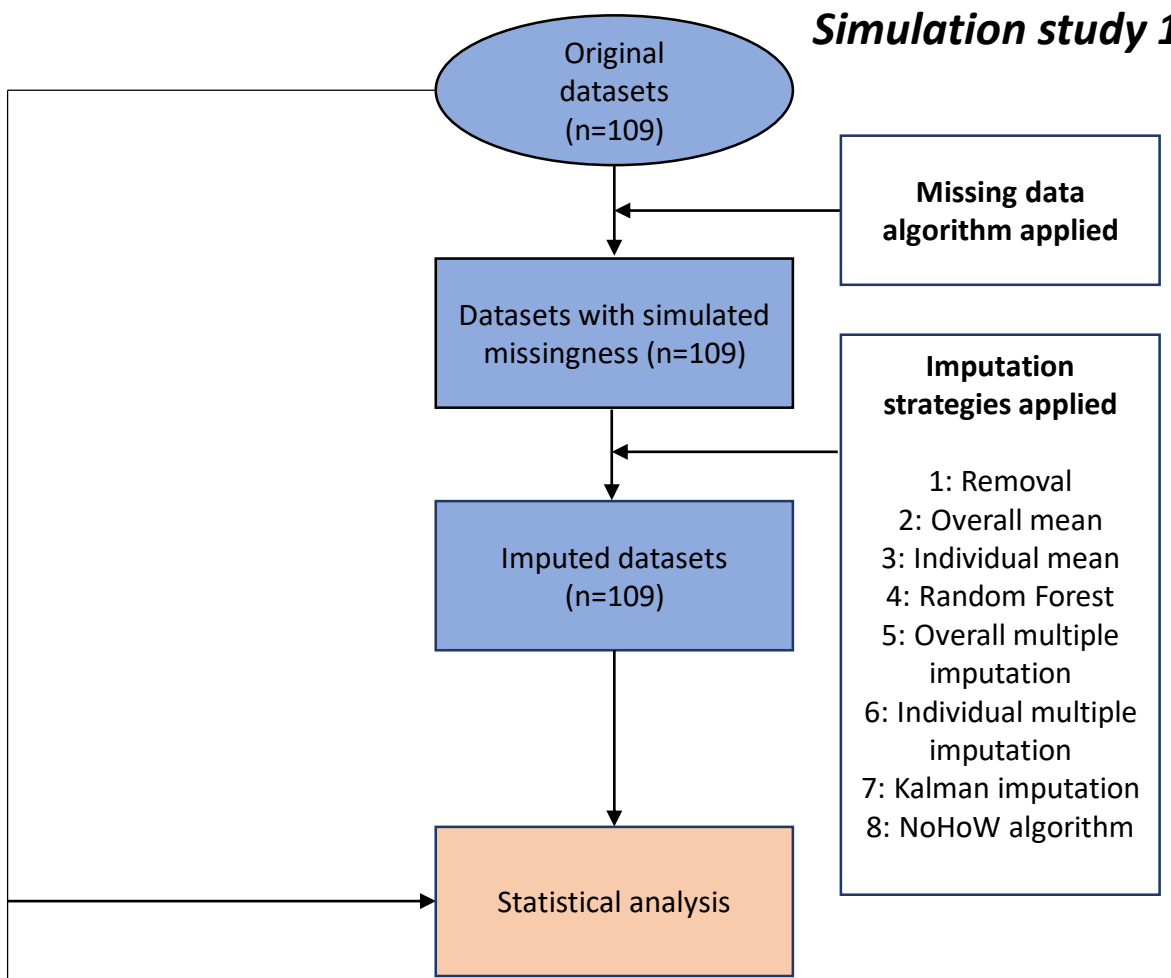 Simulation study 1
Original
datasets
(n=109)
Missing data
algorithm applied
Datasets with simulated
missingness (n=109)
Imputation
strategies applied
1: Removal
2: Overall mean
3: Individual mean
4: Random Forest
5: Overall multiple
imputation
6: Individual multiple
imputation
7: Kalman imputation
8: NoHoW algorithm
Imputed datasets
(n=109)
Statistical analysis